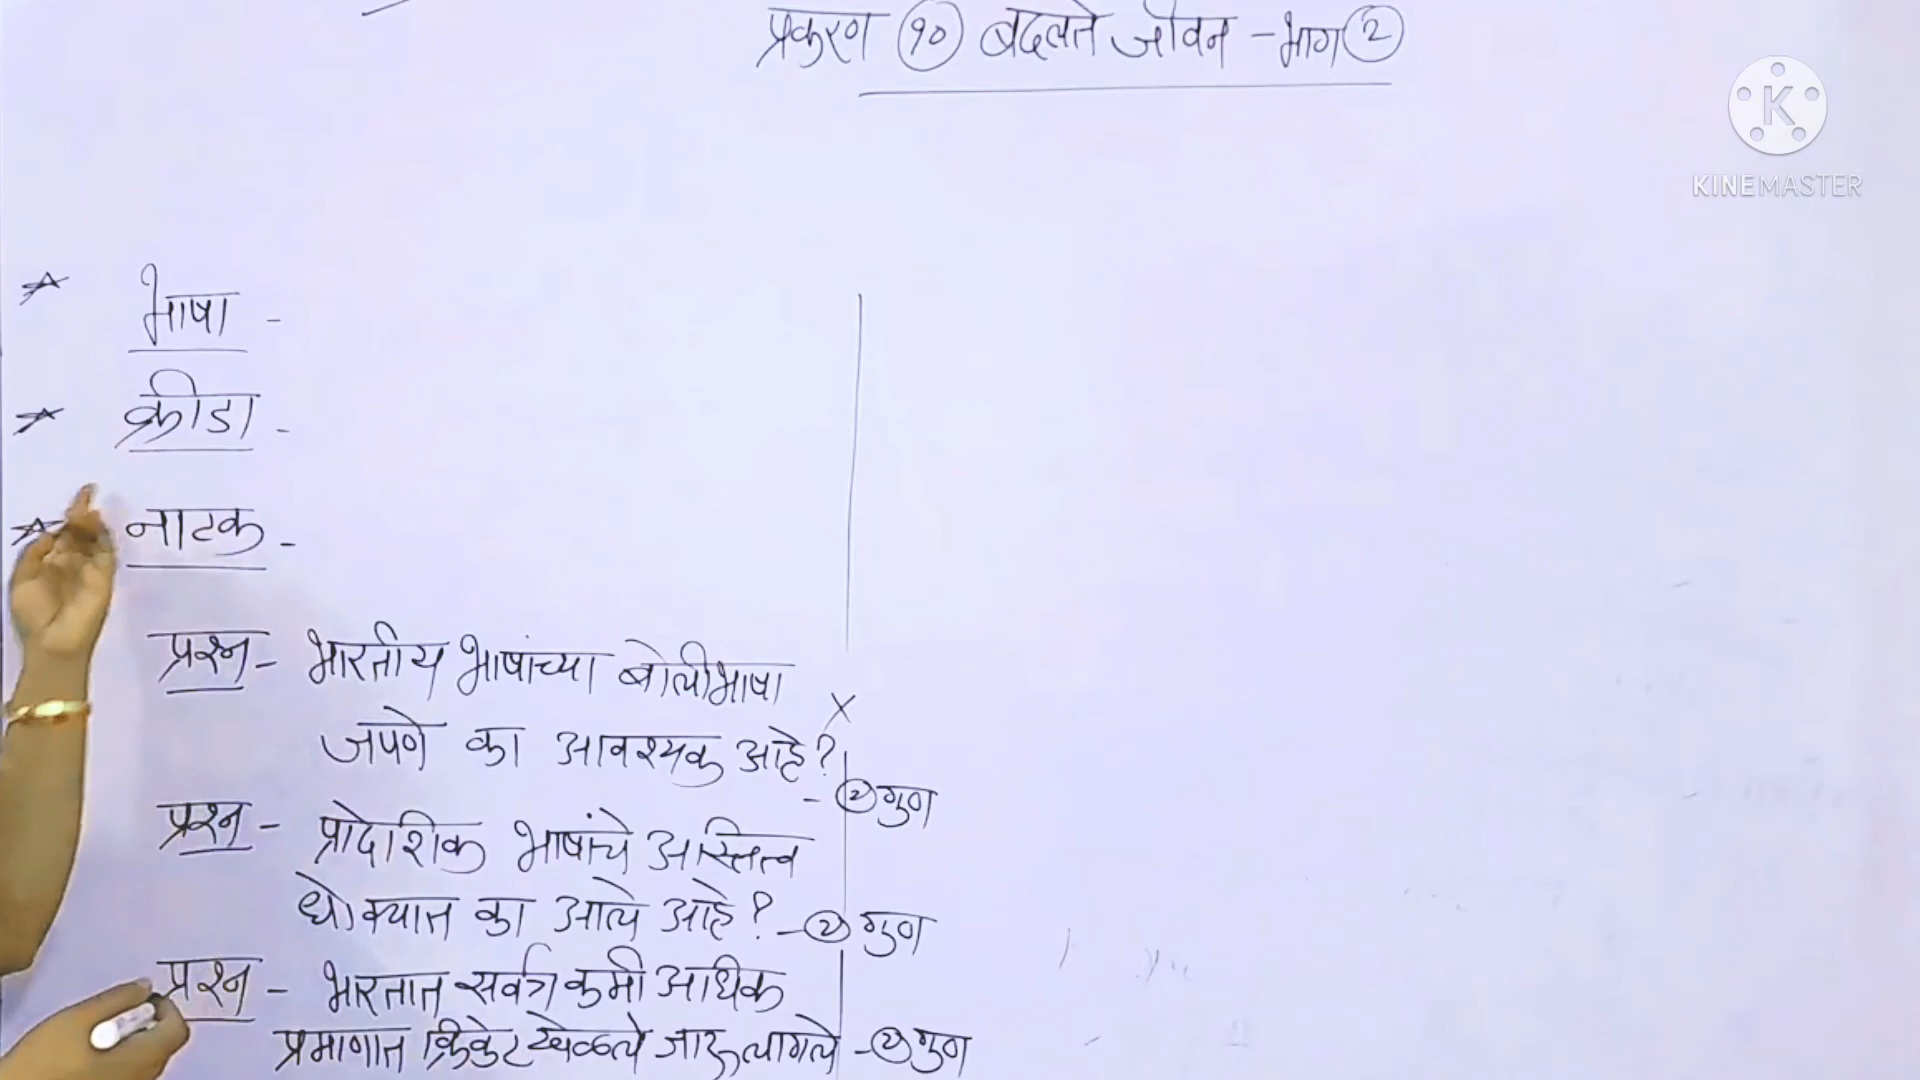 प्रकरण १० बदलते जीवन - भाग २
KINEMASTER
भाषा -
क्रीडा -
नाटक -
प्रश्न - भारतीय भाषांच्या बोलीभाषा
जपणे का आवश्यक आहे?
- २ गुण
प्रश्न - प्रादेशिक भाषांचे अस्तित्व
धोक्यात का आले आहे? - २ गुण
प्रश्न - भारतात सर्वत्र कमी अधिक
प्रमाणात क्रिकेट खेळले जाऊ लागले - २ गुण